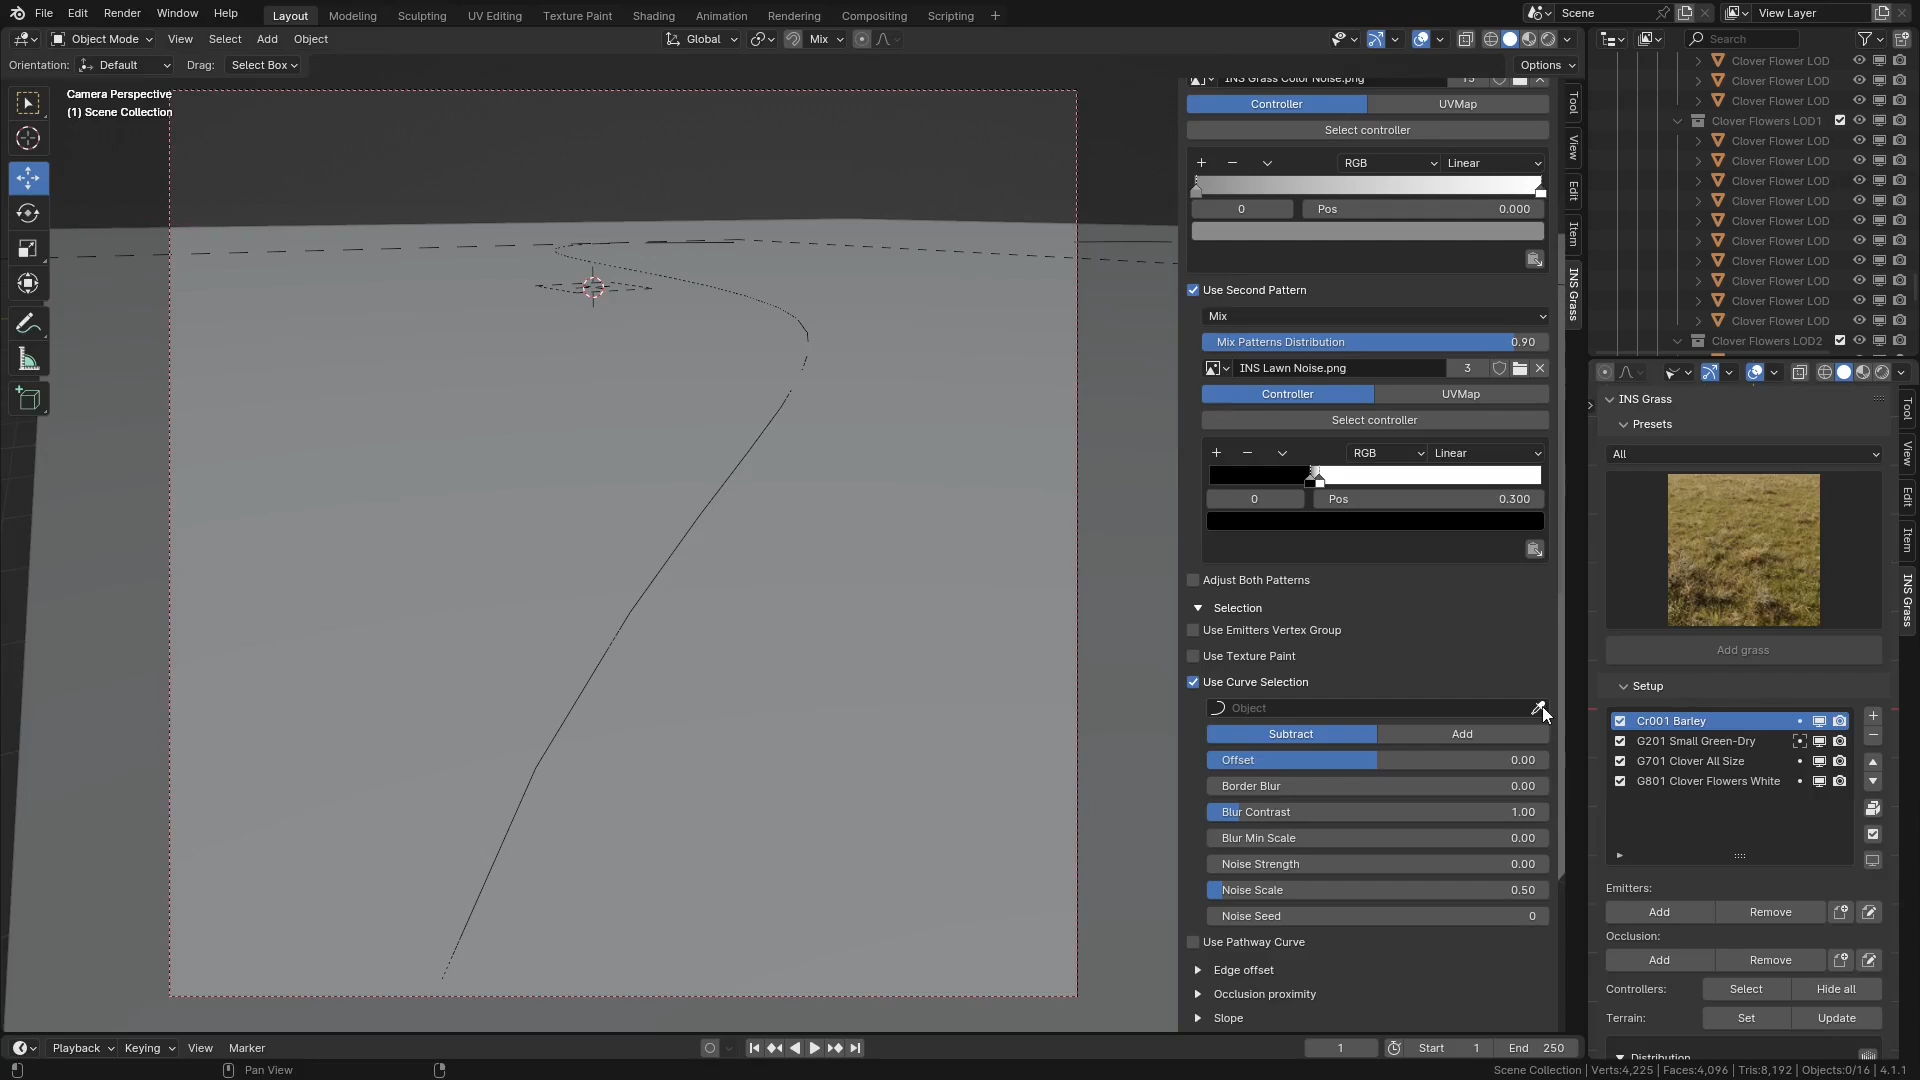 File Edit Render Window Help Layout Modeling Sculpting UV Editing Texture Paint Shading Animation Rendering Compositing Scripting + Scene View Layer
Object Mode View Select Add Object Global Mix
Orientation: Default Drag: Select Box Options
Camera Perspective
(1) Scene Collection
INS Grass Color Noise.png
Controller UVMap
Select controller
RGB Linear
0 Pos 0.000
Use Second Pattern
Mix
Mix Patterns Distribution 0.90
INS Lawn Noise.png 3
Controller UVMap
Select controller
RGB Linear
0 Pos 0.300
Adjust Both Patterns
Selection
Use Emitters Vertex Group
Use Texture Paint
Use Curve Selection
Object
Subtract Add
Offset 0.00
Border Blur 0.00
Blur Contrast 1.00
Blur Min Scale 0.00
Noise Strength 0.00
Noise Scale 0.50
Noise Seed 0
Use Pathway Curve
Edge offset
Occlusion proximity
Slope
Tool
View
Edit
Item
INS Grass
Search
Clover Flower LOD
Clover Flower LOD
Clover Flower LOD
Clover Flowers LOD1
Clover Flower LOD
Clover Flower LOD
Clover Flower LOD
Clover Flower LOD
Clover Flower LOD
Clover Flower LOD
Clover Flower LOD
Clover Flower LOD
Clover Flower LOD
Clover Flower LOD
Clover Flowers LOD2
INS Grass
Presets
All
Add grass
Setup
Cr001 Barley
G201 Small Green-Dry
G701 Clover All Size
G801 Clover Flowers White
Emitters:
Add Remove
Occlusion:
Add Remove
Controllers: Select Hide all
Terrain: Set Update
Distribution
Tool
View
Edit
Item
INS Grass
Playback Keying View Marker 1 Start 1 End 250
Pan View
Scene Collection | Verts:4,225 | Faces:4,096 | Tris:8,192 | Objects:0/16 | 4.1.1